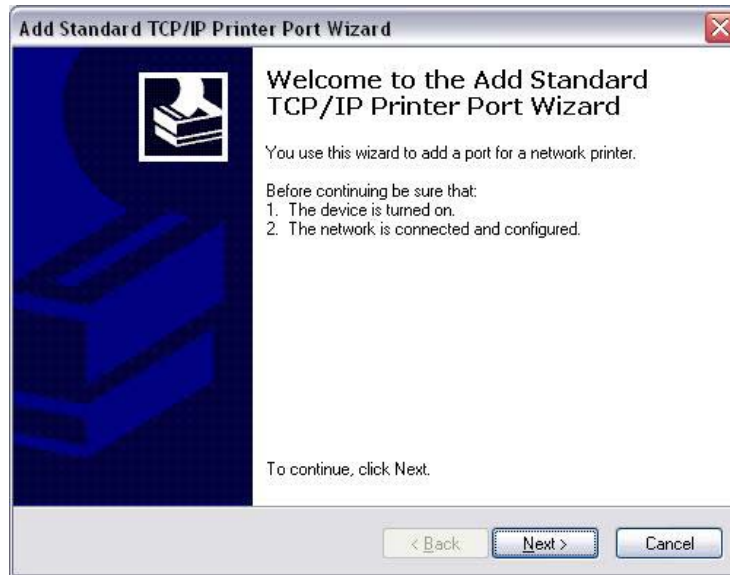 Add Standard TCP/IP Printer Port Wizard
Welcome to the Add Standard
TCP/IP Printer Port Wizard
You use this wizard to add a port for a network printer.
Before continuing be sure that:
1. The device is turned on.
2. The network is connected and configured.
To continue, click Next.
< Back
Next >
Cancel